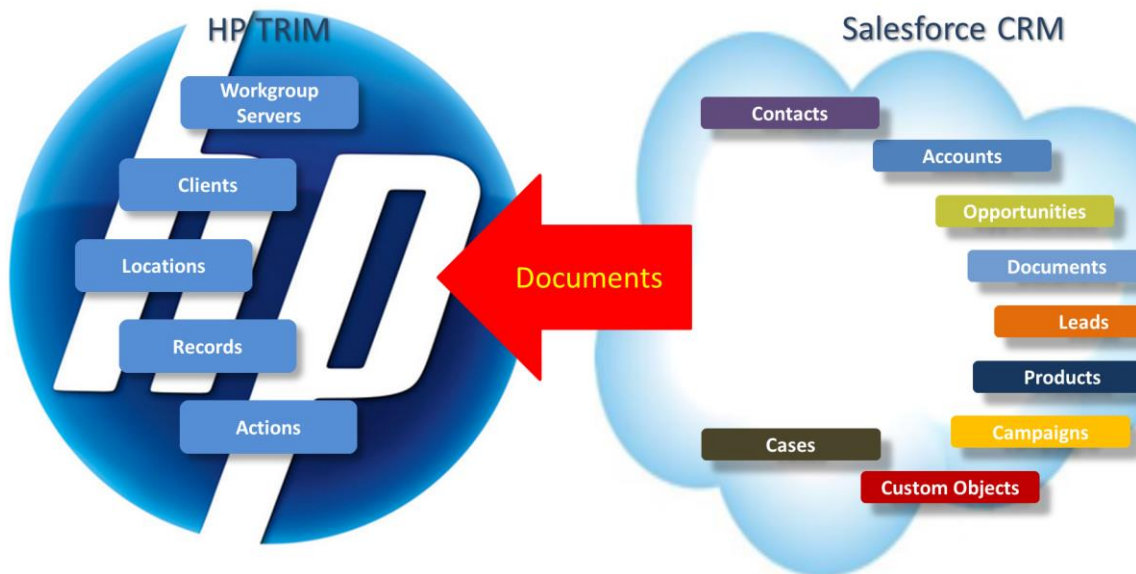 HP TRIM
Workgroup
Servers
Clients
Locations
Records
Actions
Documents
Salesforce CRM
Contacts
Accounts
Opportunities
Documents
Leads
Products
Campaigns
Cases
Custom Objects
hp